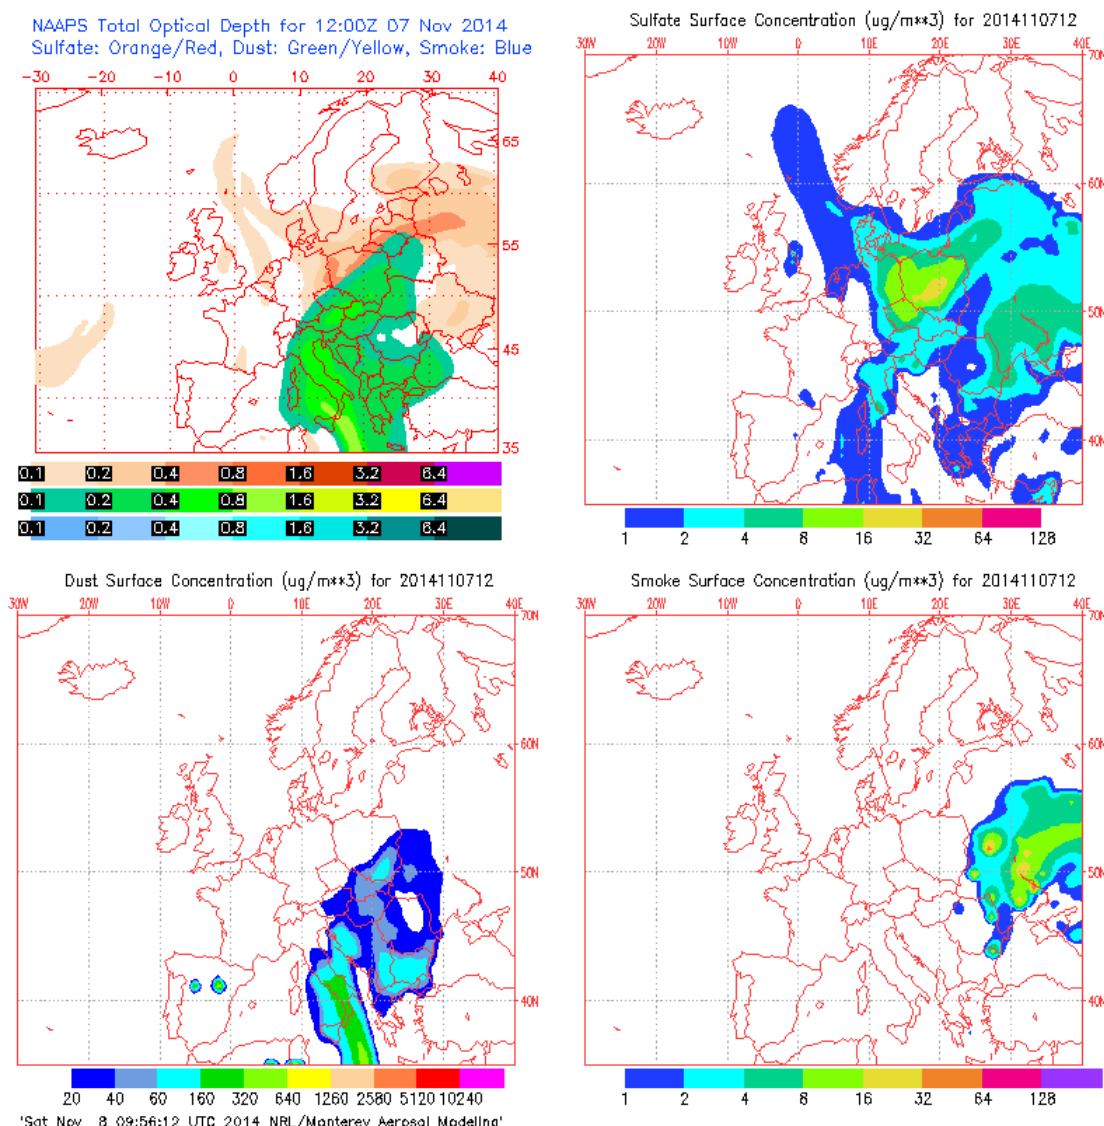 NAAPS Total Optical Depth for 12:00Z 07 Nov 2014
Sulfate: Orange/Red, Dust: Green/Yellow, Smoke: Blue
-30 -20 -10 0 10 20 30 40
65
55
45
35
0.1 0.2 0.4 0.8 1.6 3.2 6.4
0.1 0.2 0.4 0.8 1.6 3.2 6.4
0.1 0.2 0.4 0.8 1.6 3.2 6.4
Sulfate Surface Concentration (ug/m**3) for 2014110712
30W 20W 10W 0 10E 20E 30E 40E
70N
60N
50N
40N
1 2 4 8 16 32 64 128
Dust Surface Concentration (ug/m**3) for 2014110712
30W 20W 10W 0 10E 20E 30E 40E
70N
60N
50N
40N
20 40 60 160 320 640 1260 2560 5120 10240
'Sat Nov 8 09:56:12 UTC 2014 NRL/Monterey Aerosol Modeling'
Smoke Surface Concentration (ug/m**3) for 2014110712
30W 20W 10W 0 10E 20E 30E 40E
70N
60N
50N
40N
1 2 4 8 16 32 64 128